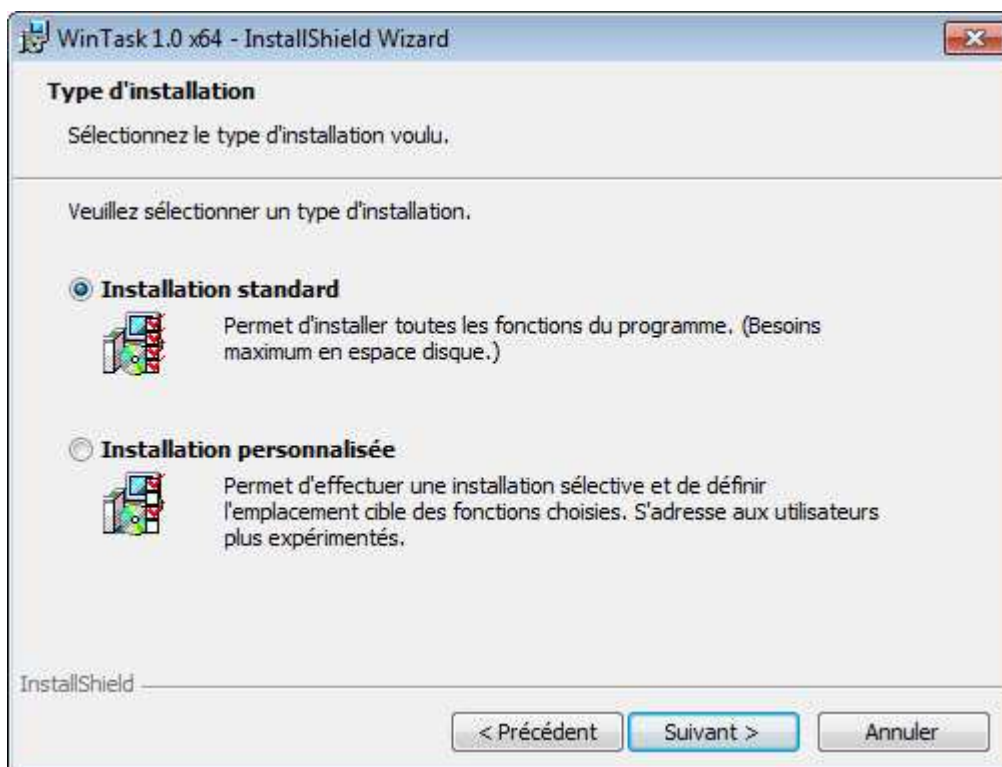 WinTask 1.0 x64 - InstallShield Wizard
Type d'installation
Sélectionnez le type d'installation voulu.
Veuillez sélectionner un type d'installation.
Installation standard
Permet d'installer toutes les fonctions du programme. (Besoins
maximum en espace disque.)
Installation personnalisée
Permet d'effectuer une installation sélective et de définir
l'emplacement cible des fonctions choisies. S'adresse aux utilisateurs
plus expérimentés.
InstallShield
< Précédent
Suivant >
Annuler